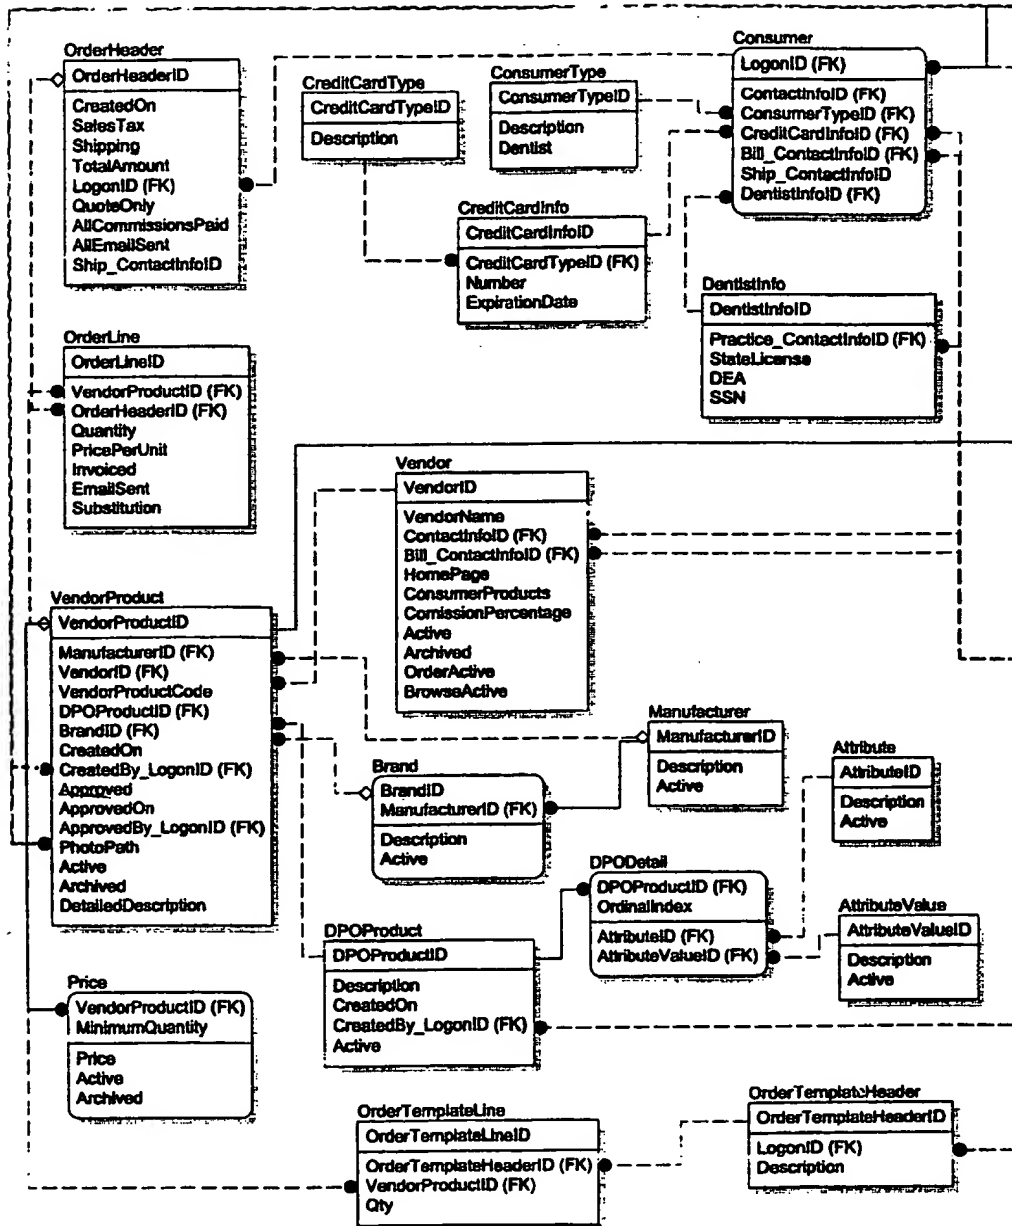 OrderHeader
OrderHeaderID
CreatedOn
SalesTax
Shipping
TotalAmount
LogonID (FK)
QuoteOnly
AllCommissionsPaid
AllEmailSent
Ship_ContactInfoID
CreditCardType
CreditCardTypeID
Description
ConsumerType
ConsumerTypeID
Description
Dentist
Consumer
LogonID (FK)
ContactInfoID (FK)
ConsumerTypeID (FK)
CreditCardInfoID (FK)
Bill_ContactInfoID (FK)
Ship_ContactInfoID
DentistInfoID (FK)
CreditCardInfo
CreditCardInfoID
CreditCardTypeID (FK)
Number
ExpirationDate
DentistInfo
DentistInfoID
Practice_ContactInfoID (FK)
StateLicense
DEA
SSN
OrderLine
OrderLineID
VendorProductID (FK)
OrderHeaderID (FK)
Quantity
PricePerUnit
Invoiced
EmailSent
Substitution
Vendor
VendorID
VendorName
ContactInfoID (FK)
Bill_ContactInfoID (FK)
HomePage
ConsumerProducts
ComissionPercentage
Active
Archived
OrderActive
BrowseActive
VendorProduct
VendorProductID
ManufacturerID (FK)
VendorID (FK)
VendorProductCode
DPOProductID (FK)
BrandID (FK)
CreatedOn
CreatedBy_LogonID (FK)
Approved
ApprovedOn
ApprovedBy_LogonID (FK)
PhotoPath
Active
Archived
DetailedDescription
Manufacturer
ManufacturerID
Description
Active
Brand
BrandID
ManufacturerID (FK)
Description
Active
Attribute
AttributeID
Description
Active
DPODetail
DPOProductID (FK)
OrdinalIndex
AttributeID (FK)
AttributeValueID (FK)
AttributeValue
AttributeValueID
Description
Active
DPOProduct
DPOProductID
Description
CreatedOn
CreatedBy_LogonID (FK)
Active
Price
VendorProductID (FK)
MinimumQuantity
Price
Active
Archived
OrderTemplateLine
OrderTemplateLineID
OrderTemplateHeaderID (FK)
VendorProductID (FK)
Qty
OrderTemplateHeader
OrderTemplateHeaderID
LogonID (FK)
Description